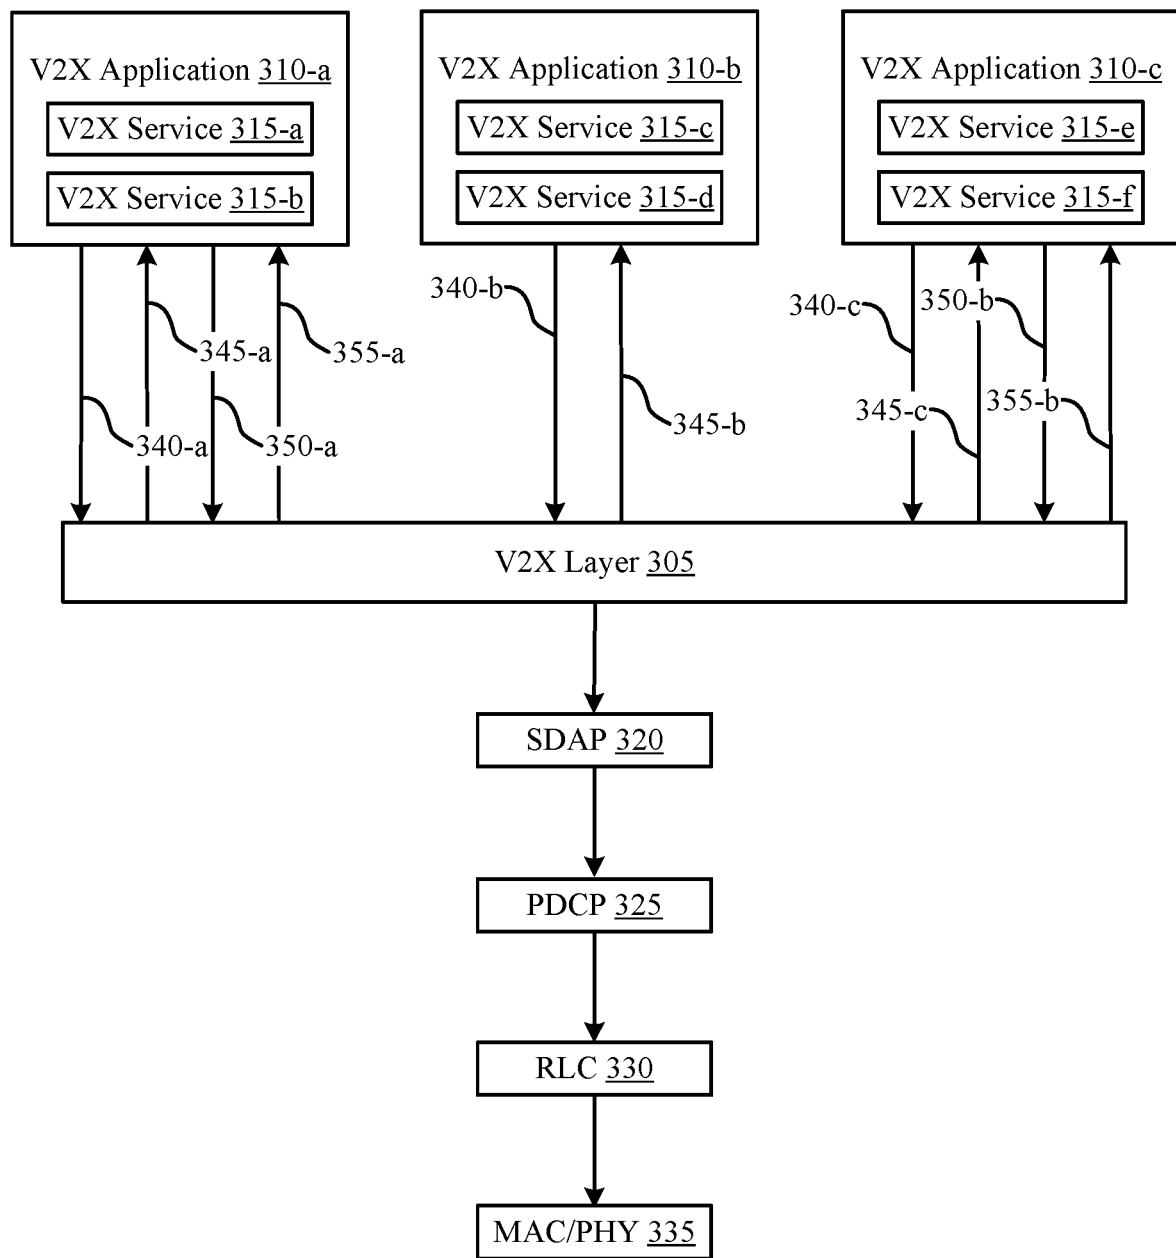 V2X Application 310-a
V2X Service 315-a
V2X Service 315-b
V2X Application 310-b
V2X Service 315-c
V2X Service 315-d
V2X Application 310-c
V2X Service 315-e
V2X Service 315-f
345-a
355-a
340-a
350-a
340-b
345-b
340-c
350-b
345-c
355-b
V2X Layer 305
SDAP 320
PDCP 325
RLC 330
MAC/PHY 335